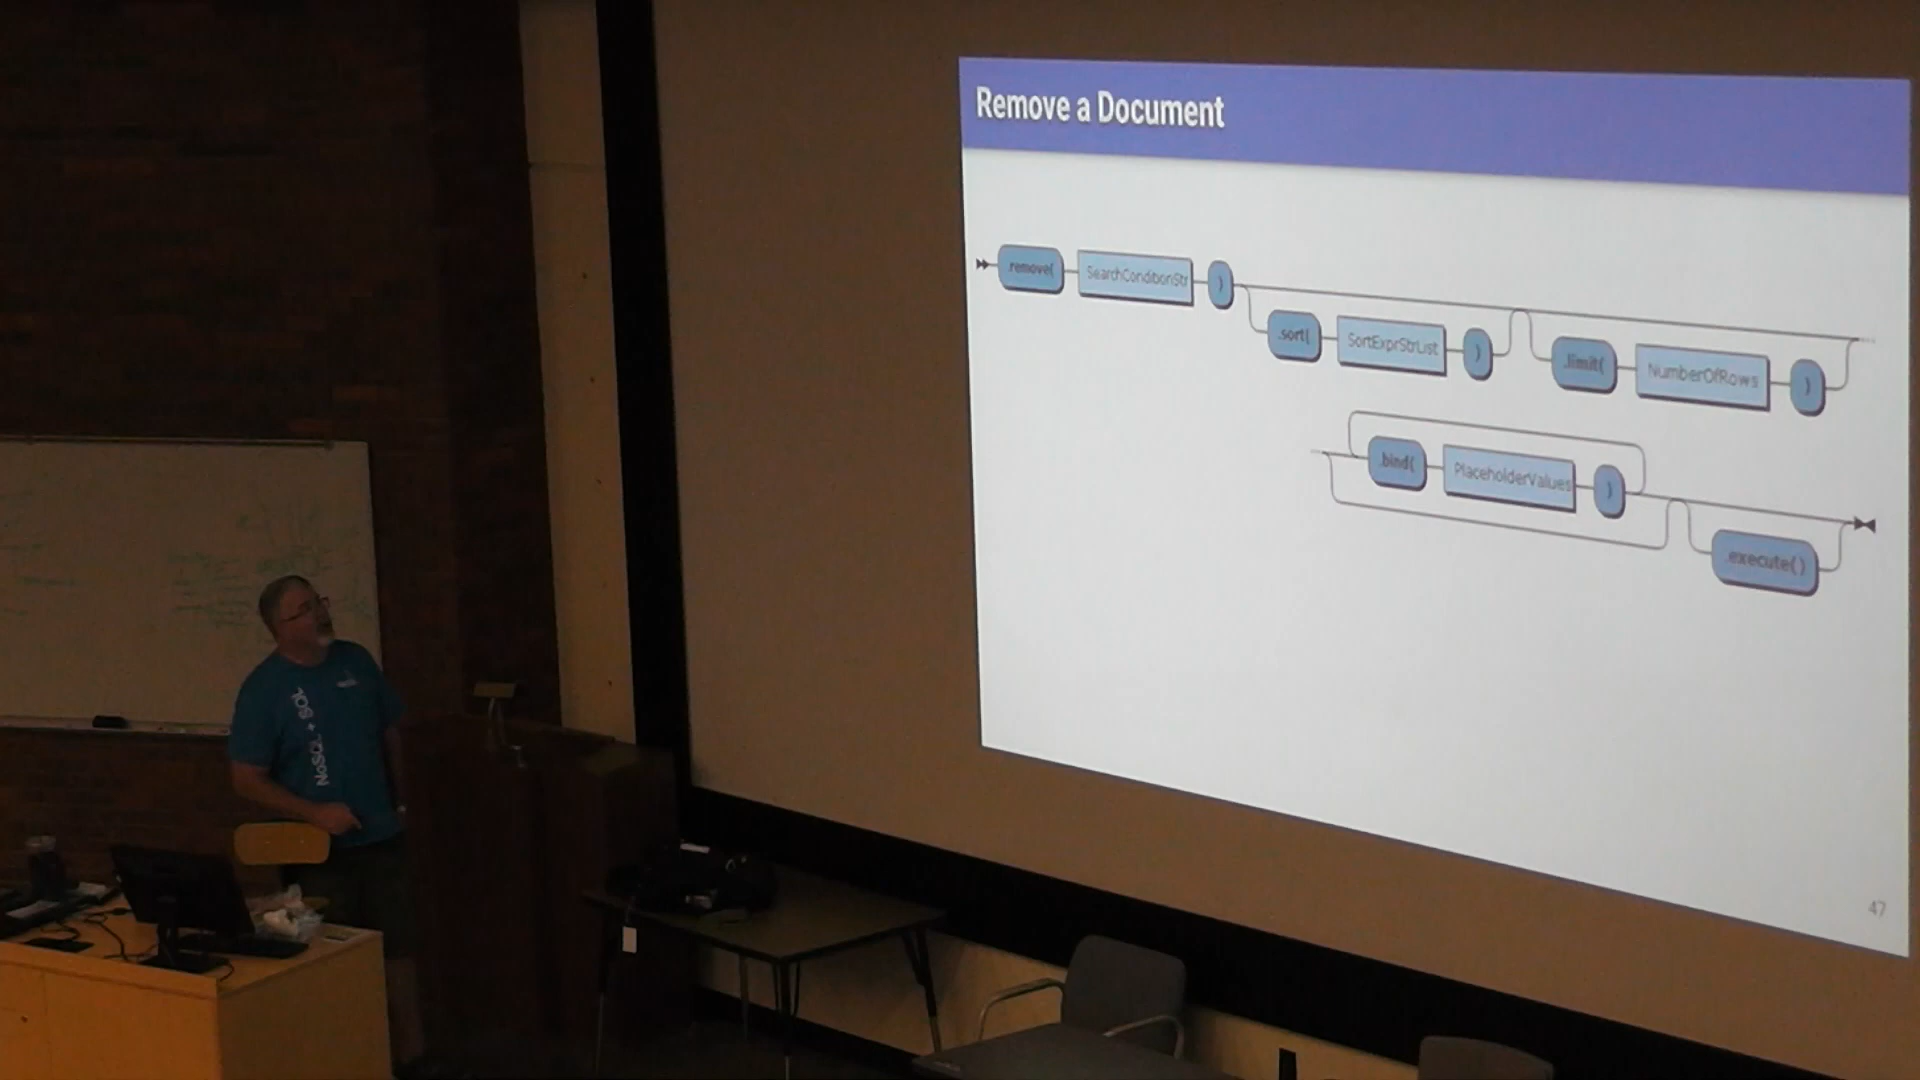 Remove a Document
.remove( SearchConditionStr )
.sort( SortExprStrList ) .limit( NumberOfRows )
.bind( PlaceholderValues )
.execute()
47
NoSQL + SQL